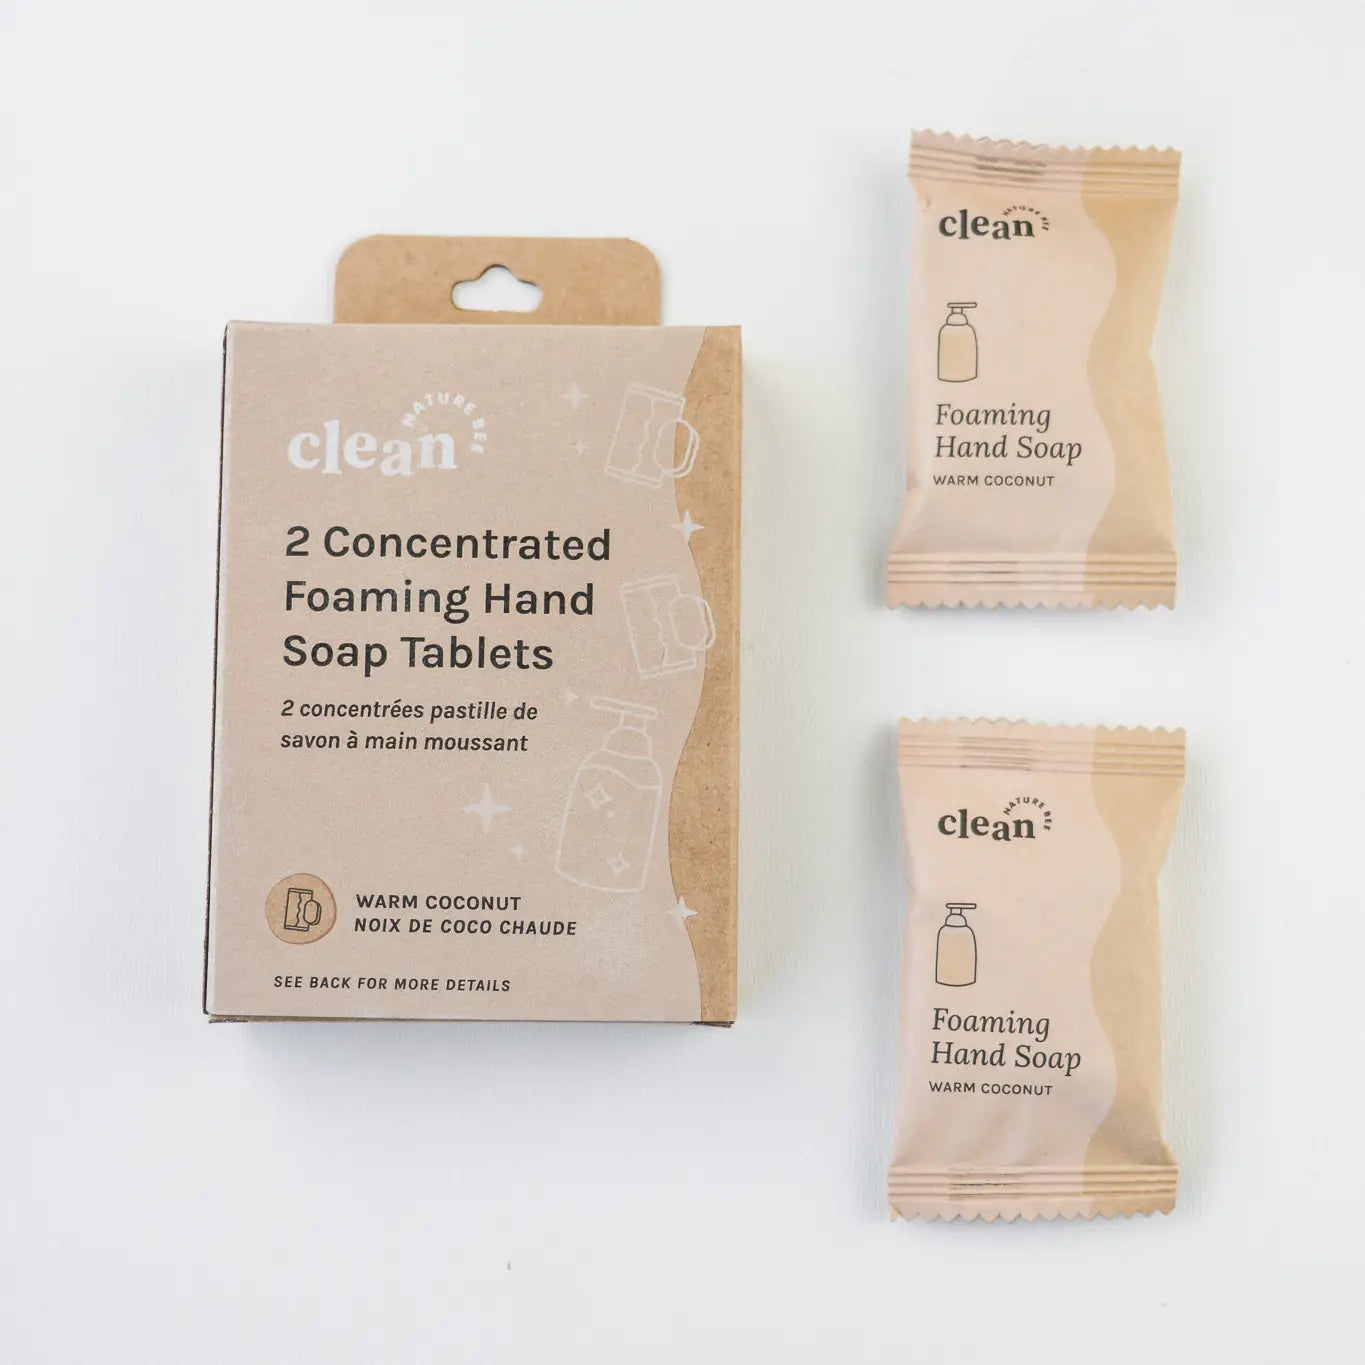 clean
NATURE BEE
2 Concentrated
Foaming Hand
Soap Tablets
2 concentrées pastille de
savon à main moussant
WARM COCONUT
NOIX DE COCO CHAUDE
SEE BACK FOR MORE DETAILS
clean
NATURE BEE
Foaming
Hand Soap
WARM COCONUT
clean
NATURE BEE
Foaming
Hand Soap
WARM COCONUT